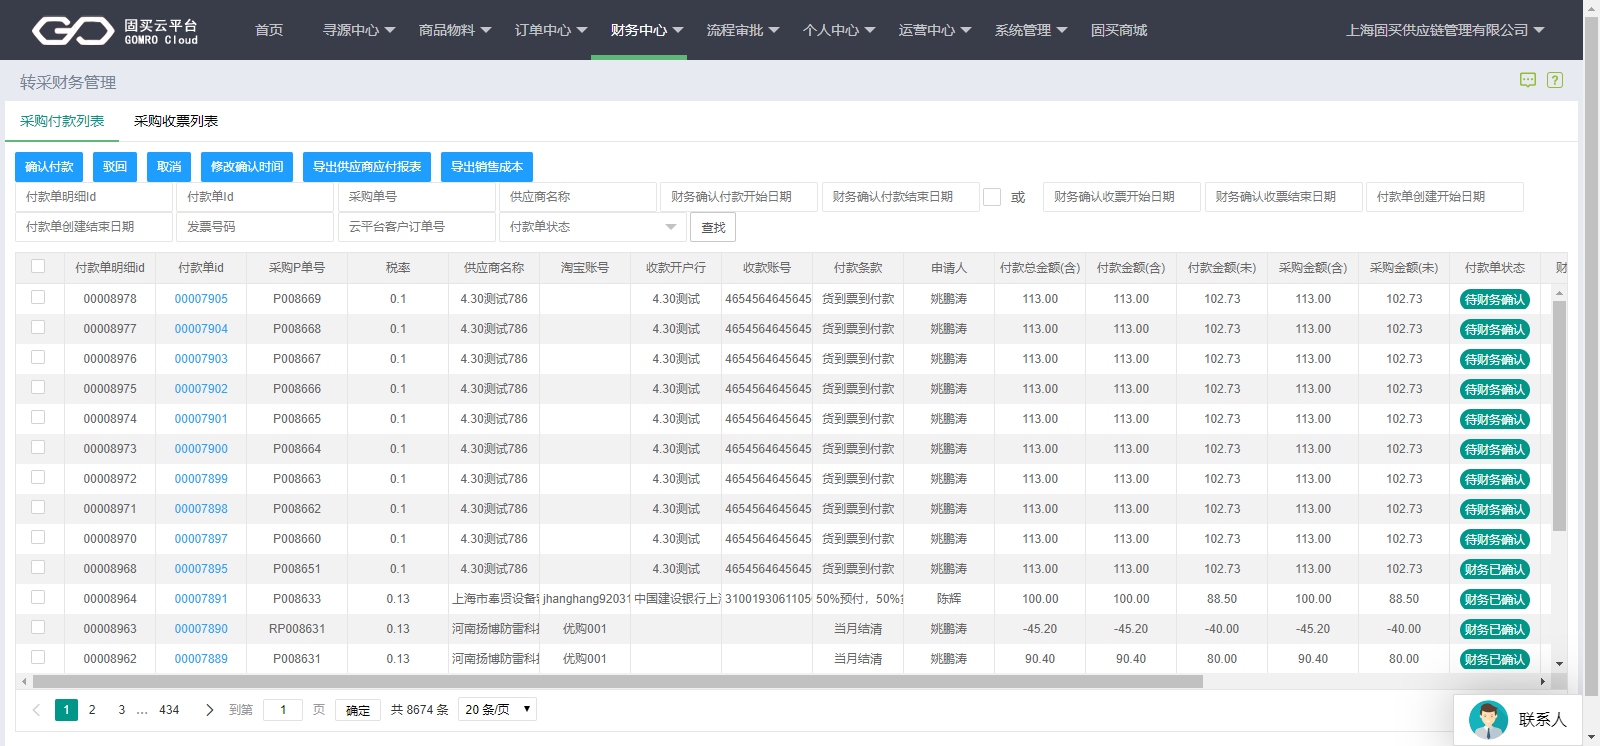 固买云平台
GOMRO Cloud
首页 寻源中心 商品物料 订单中心 财务中心 流程审批 个人中心 运营中心 系统管理 固买商城 上海固买供应链管理有限公司
转采财务管理
采购付款列表 采购收票列表
确认付款 驳回 取消 修改确认时间 导出供应商应付报表 导出销售成本
付款单明细Id 付款单Id 采购单号 供应商名称 财务确认付款开始日期 财务确认付款结束日期 或 财务确认收票开始日期 财务确认收票结束日期 付款单创建开始日期
付款单创建结束日期 发票号码 云平台客户订单号 付款单状态 查找
付款单明细id 付款单id 采购P单号 税率 供应商名称 淘宝账号 收款开户行 收款账号 付款条款 申请人 付款总金额(含) 付款金额(含) 付款金额(未) 采购金额(含) 采购金额(未) 付款单状态 财
00008978 00007905 P008669 0.1 4.30测试786 4.30测试 4654564645645 货到票到付款 姚鹏涛 113.00 113.00 102.73 113.00 102.73 待财务确认
00008977 00007904 P008668 0.1 4.30测试786 4.30测试 4654564645645 货到票到付款 姚鹏涛 113.00 113.00 102.73 113.00 102.73 待财务确认
00008976 00007903 P008667 0.1 4.30测试786 4.30测试 4654564645645 货到票到付款 姚鹏涛 113.00 113.00 102.73 113.00 102.73 待财务确认
00008975 00007902 P008666 0.1 4.30测试786 4.30测试 4654564645645 货到票到付款 姚鹏涛 113.00 113.00 102.73 113.00 102.73 待财务确认
00008974 00007901 P008665 0.1 4.30测试786 4.30测试 4654564645645 货到票到付款 姚鹏涛 113.00 113.00 102.73 113.00 102.73 待财务确认
00008973 00007900 P008664 0.1 4.30测试786 4.30测试 4654564645645 货到票到付款 姚鹏涛 113.00 113.00 102.73 113.00 102.73 待财务确认
00008972 00007899 P008663 0.1 4.30测试786 4.30测试 4654564645645 货到票到付款 姚鹏涛 113.00 113.00 102.73 113.00 102.73 待财务确认
00008971 00007898 P008662 0.1 4.30测试786 4.30测试 4654564645645 货到票到付款 姚鹏涛 113.00 113.00 102.73 113.00 102.73 待财务确认
00008970 00007897 P008660 0.1 4.30测试786 4.30测试 4654564645645 货到票到付款 姚鹏涛 113.00 113.00 102.73 113.00 102.73 待财务确认
00008968 00007895 P008651 0.1 4.30测试786 4.30测试 4654564645645 货到票到付款 姚鹏涛 113.00 113.00 102.73 113.00 102.73 财务已确认
00008964 00007891 P008633 0.13 上海市奉贤设备 jhanghang92031 中国建设银行上 3100193061105 50%预付，50% 陈辉 100.00 100.00 88.50 100.00 88.50 财务已确认
00008963 00007890 RP008631 0.13 河南扬博防雷科技 优购001 当月结清 姚鹏涛 -45.20 -45.20 -40.00 -45.20 -40.00 财务已确认
00008962 00007889 P008631 0.13 河南扬博防雷科技 优购001 当月结清 姚鹏涛 90.40 90.40 80.00 90.40 80.00 财务已确认
1 2 3 … 434 到第 1 页 确定 共 8674 条 20 条/页
联系人